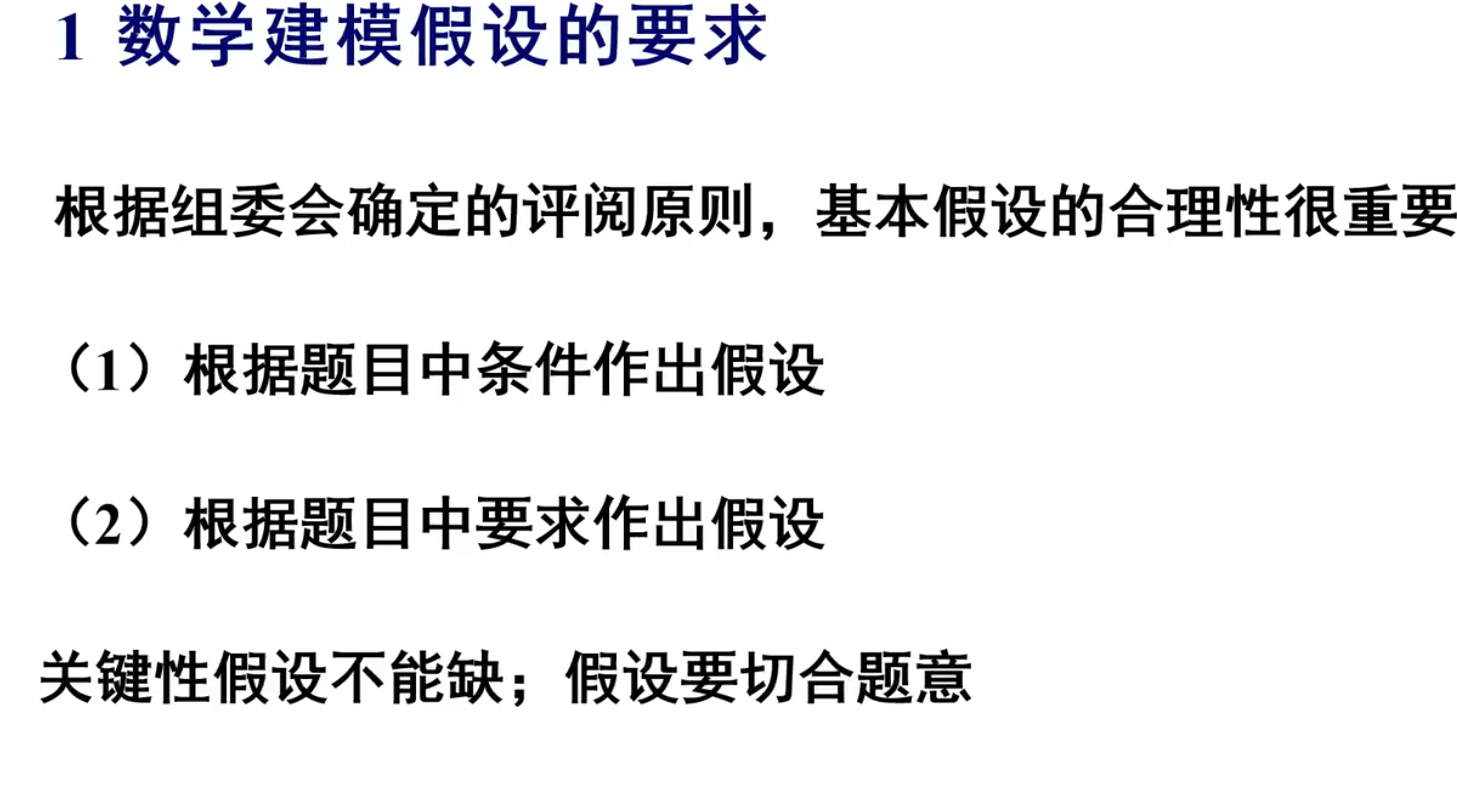 1 数学建模假设的要求
根据组委会确定的评阅原则，基本假设的合理性很重要
（1）根据题目中条件作出假设
（2）根据题目中要求作出假设
关键性假设不能缺；假设要切合题意